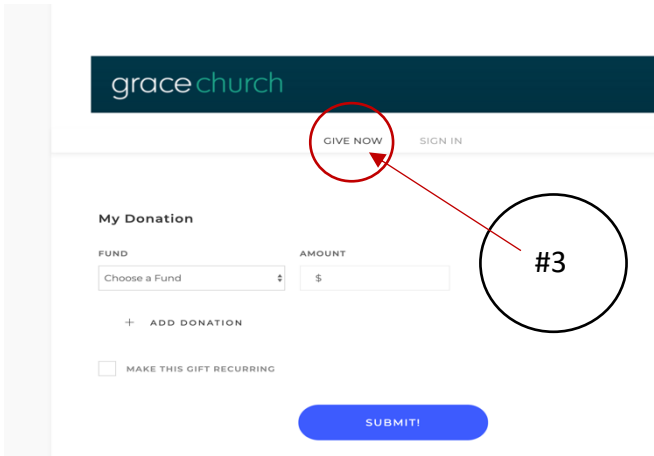 grace church
GIVE NOW SIGN IN
My Donation
FUND AMOUNT
Choose a Fund $
#3
+ ADD DONATION
MAKE THIS GIFT RECURRING
SUBMIT!